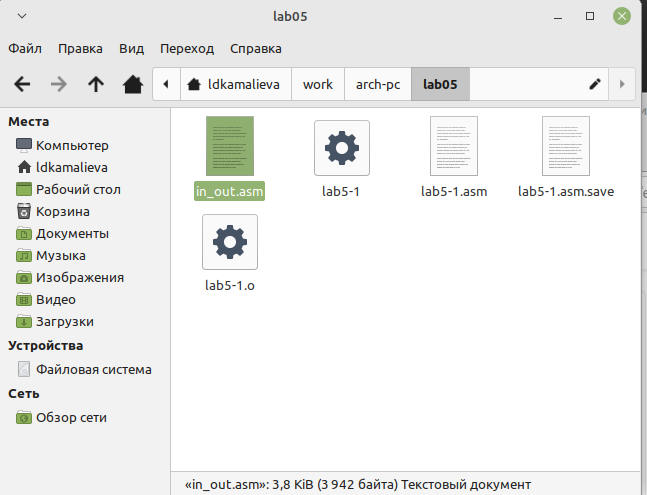 lab05
Файл Правка Вид Переход Справка
ldkamalieva work arch-pc lab05
Места
Компьютер
ldkamalieva
Рабочий стол
Корзина
Документы
Музыка
Изображения
Видео
Загрузки
Устройства
Файловая система
Сеть
Обзор сети
in_out.asm lab5-1 lab5-1.asm lab5-1.asm.save
lab5-1.o
«in_out.asm»: 3,8 KiB (3 942 байта) Текстовый документ